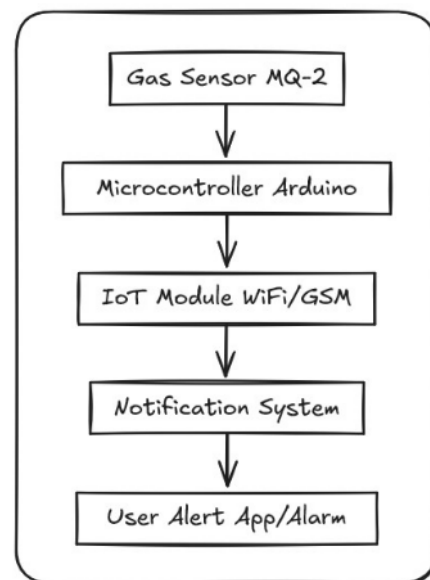 Gas Sensor MQ-2
Microcontroller Arduino
IoT Module WiFi/GSM
Notification System
User Alert App/Alarm